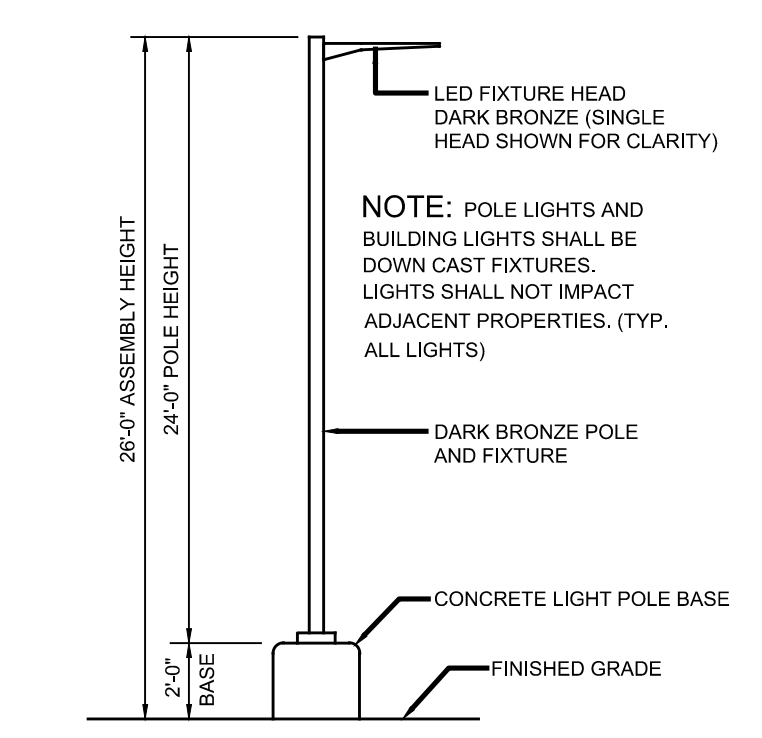 LED FIXTURE HEAD
DARK BRONZE (SINGLE
HEAD SHOWN FOR CLARITY)
NOTE: POLE LIGHTS AND
BUILDING LIGHTS SHALL BE
DOWN CAST FIXTURES.
LIGHTS SHALL NOT IMPACT
ADJACENT PROPERTIES. (TYP.
ALL LIGHTS)
26'-0" ASSEMBLY HEIGHT
24'-0" POLE HEIGHT
DARK BRONZE POLE
AND FIXTURE
CONCRETE LIGHT POLE BASE
2'-0"
BASE
FINISHED GRADE